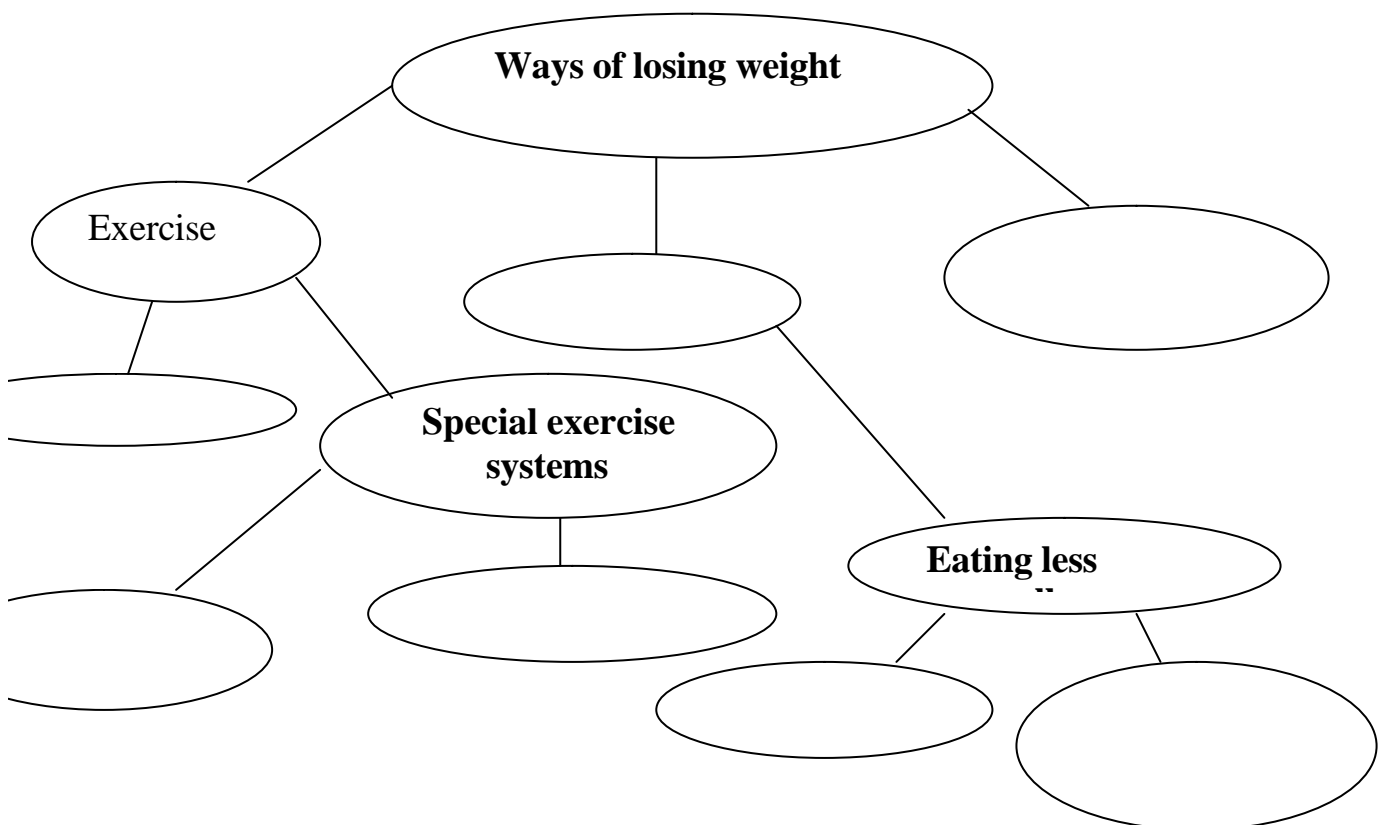 Ways of losing weight
Exercise
Special exercise
systems
Eating less